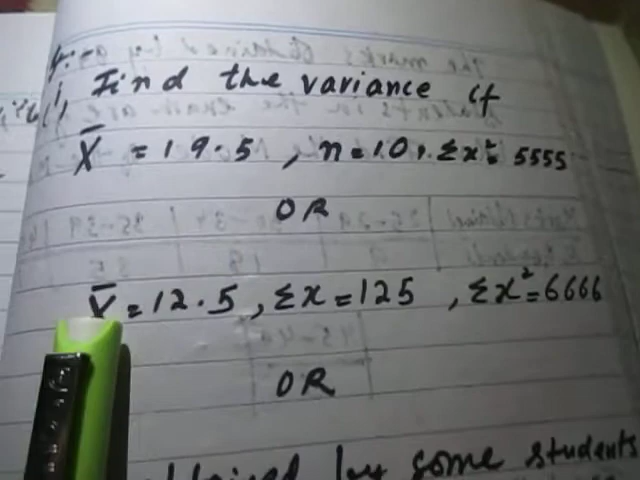 i, Find the variance if
X̄ = 19.5, n=10, Σx²= 5555
OR
X̄ = 12.5, Σx = 125, Σx²=6666
OR
by some students